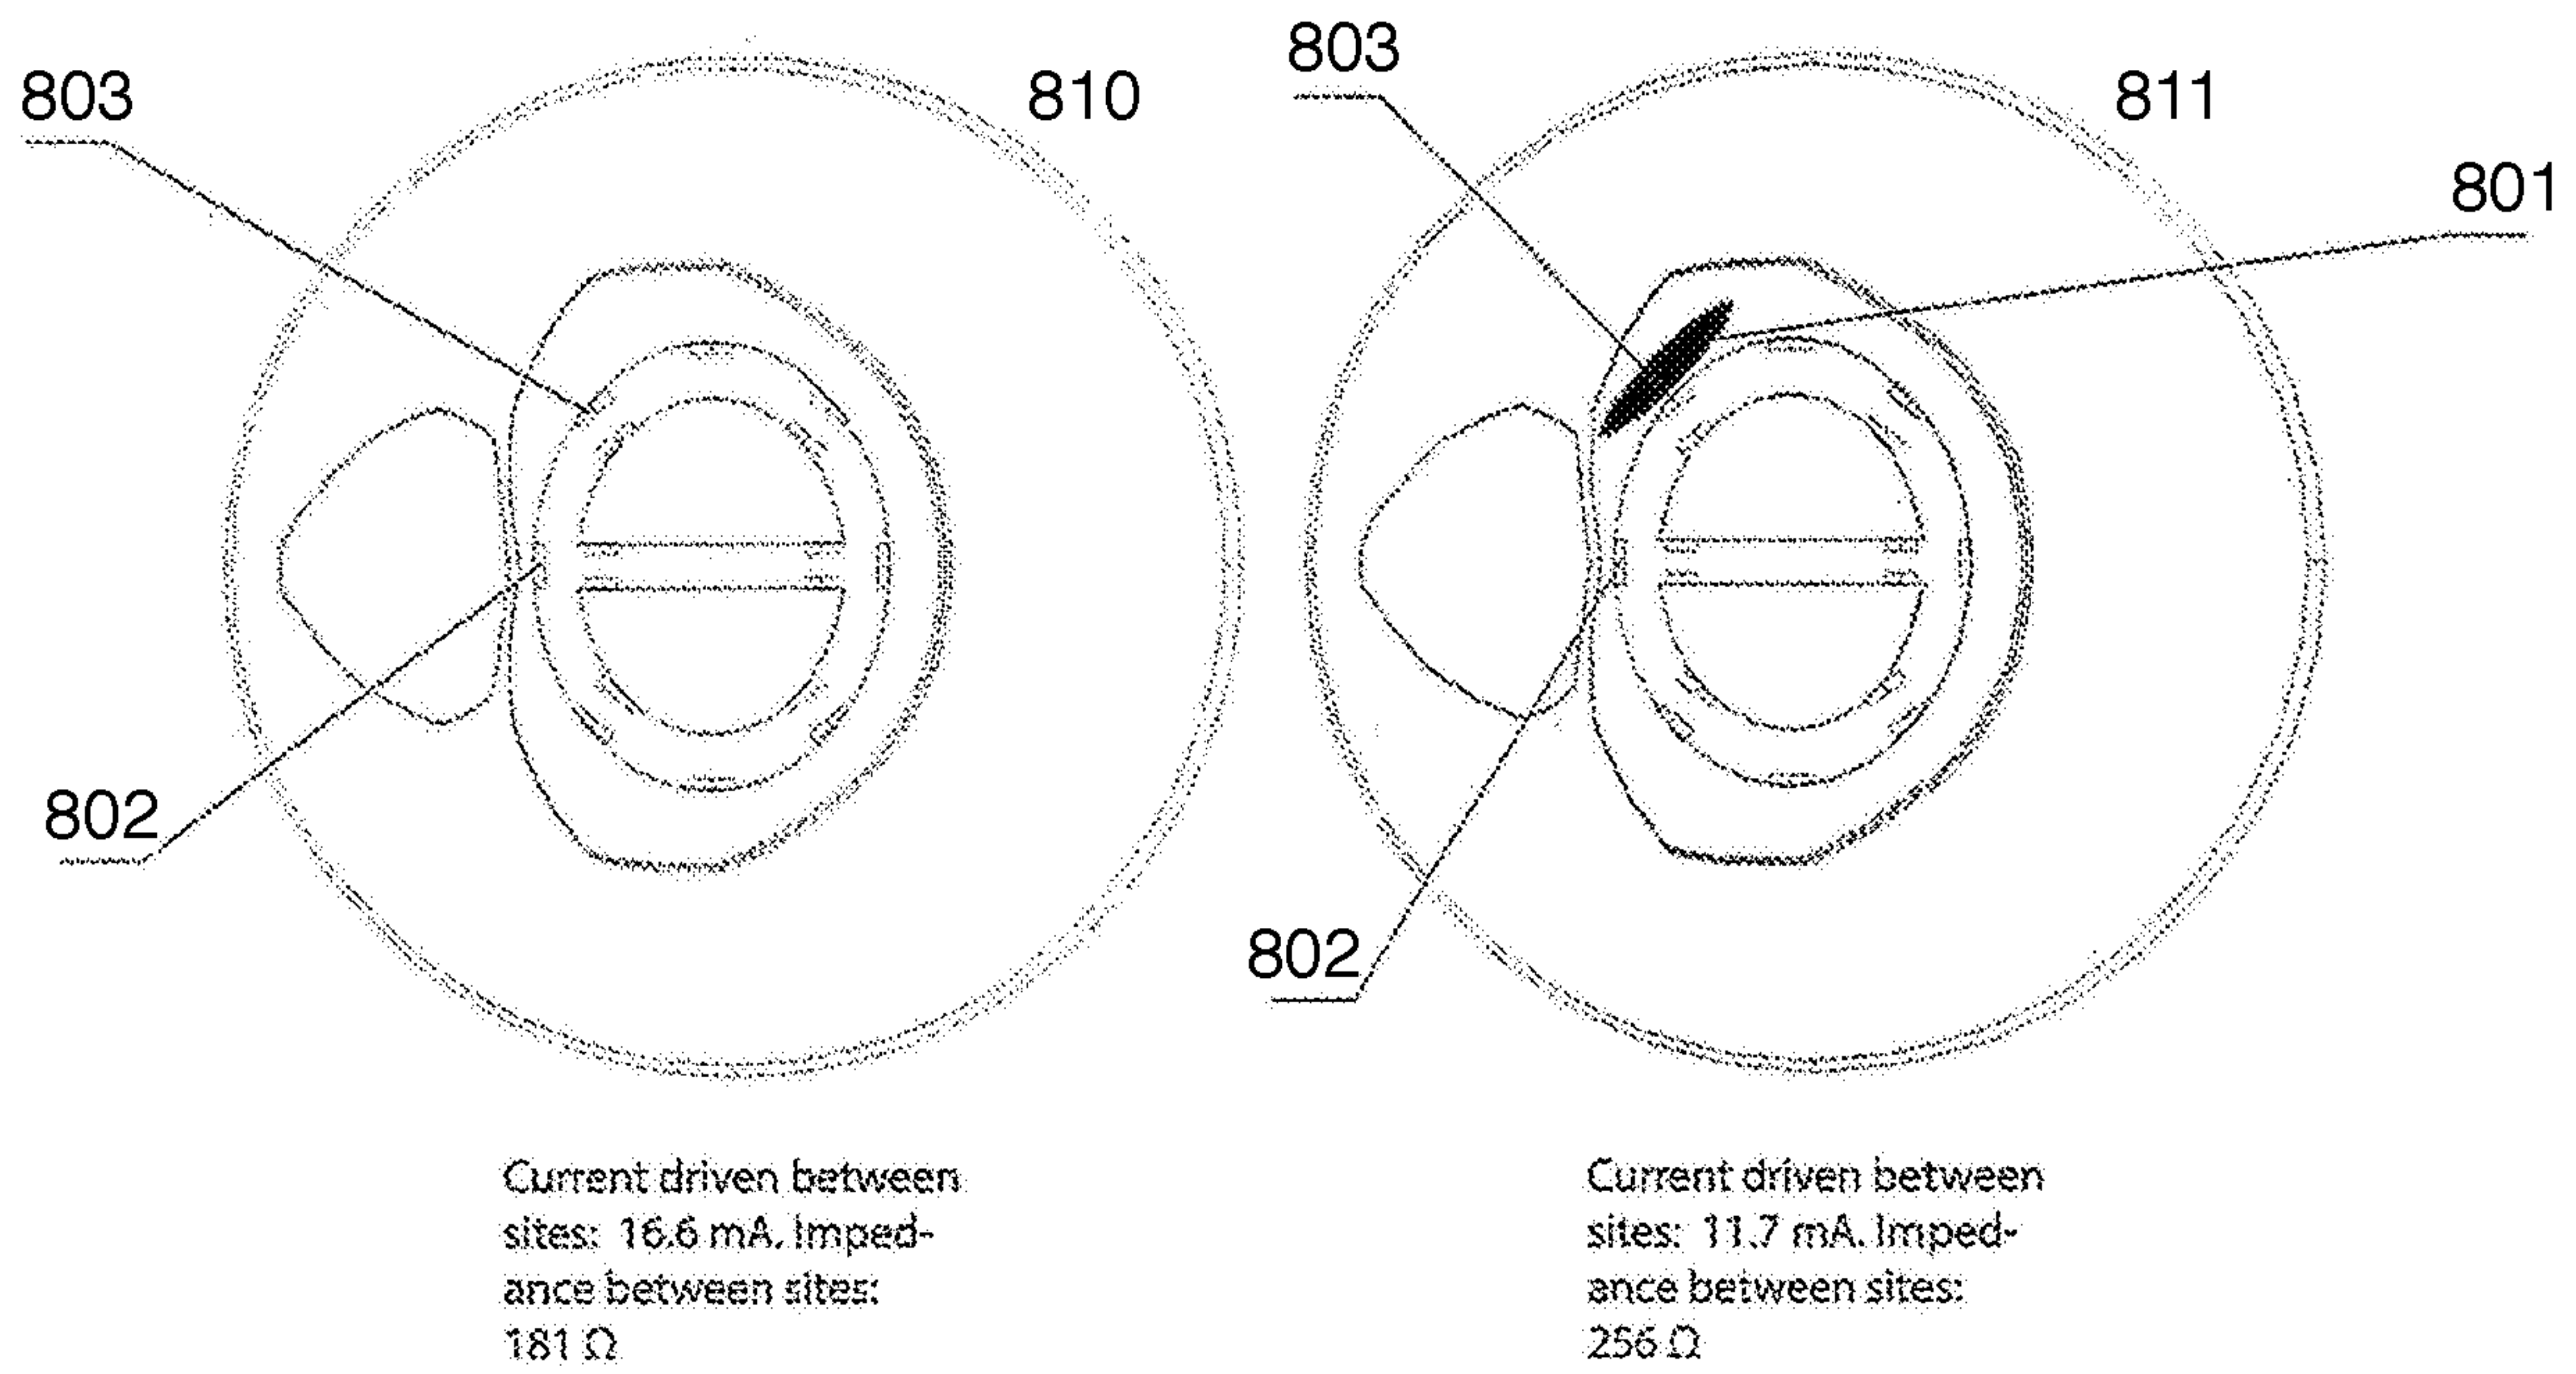 803
810
803
811
801
802
802
Current driven between
sites: 16.6 mA. Imped-
ance between sites:
181 Ω
Current driven between
sites: 11.7 mA. Imped-
ance between sites:
256 Ω